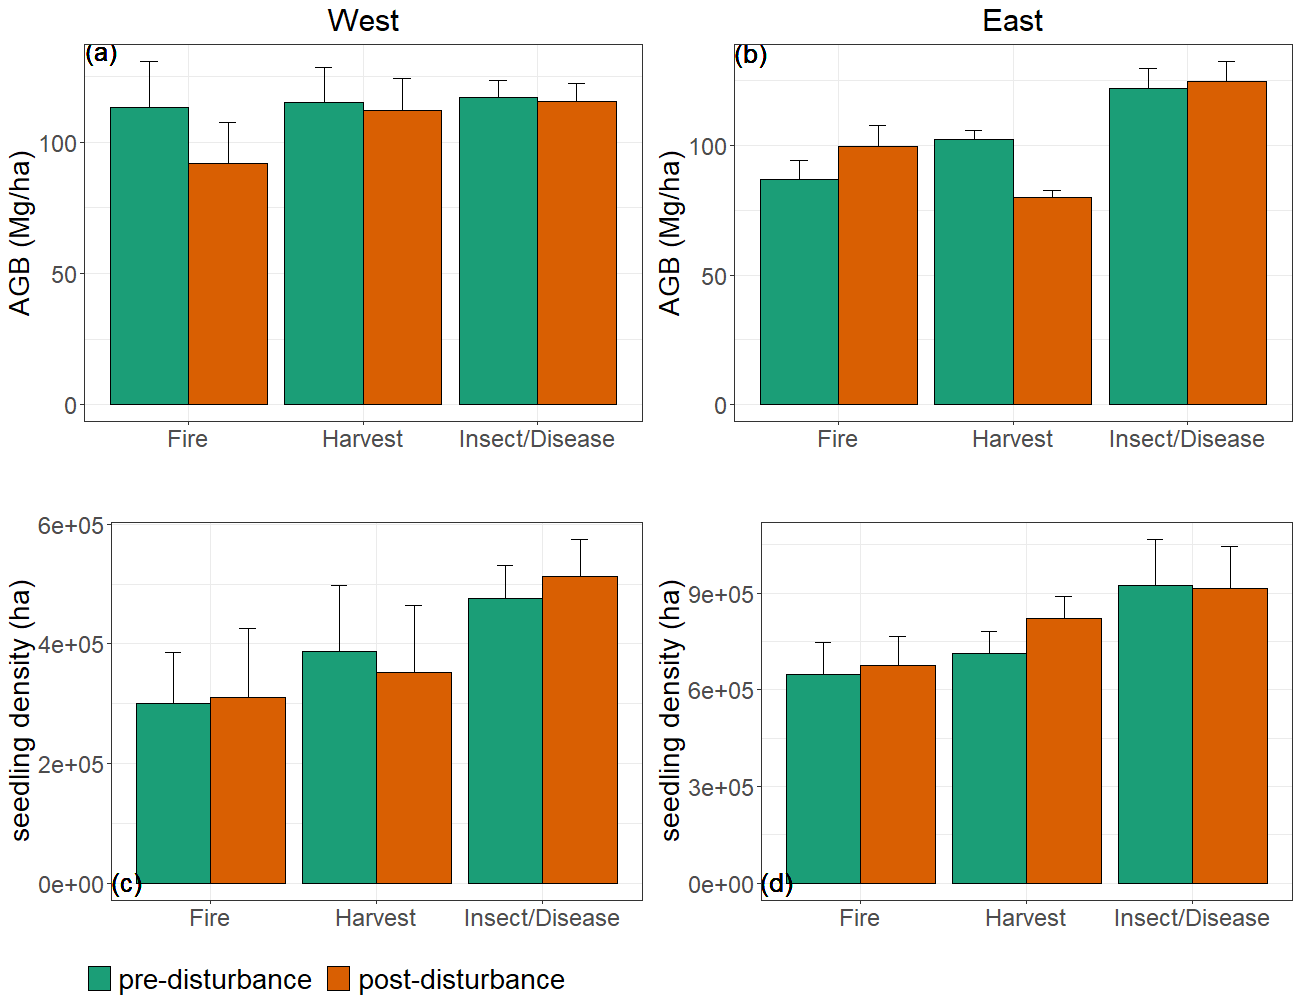 West
East
(a)
(b)
AGB (Mg/ha)
100
50
0
Fire Harvest Insect/Disease
AGB (Mg/ha)
100
50
0
Fire Harvest Insect/Disease
seedling density (ha)
6e+05
4e+05
2e+05
0e+00
(c)
Fire Harvest Insect/Disease
seedling density (ha)
9e+05
6e+05
3e+05
0e+00
(d)
Fire Harvest Insect/Disease
pre-disturbance post-disturbance